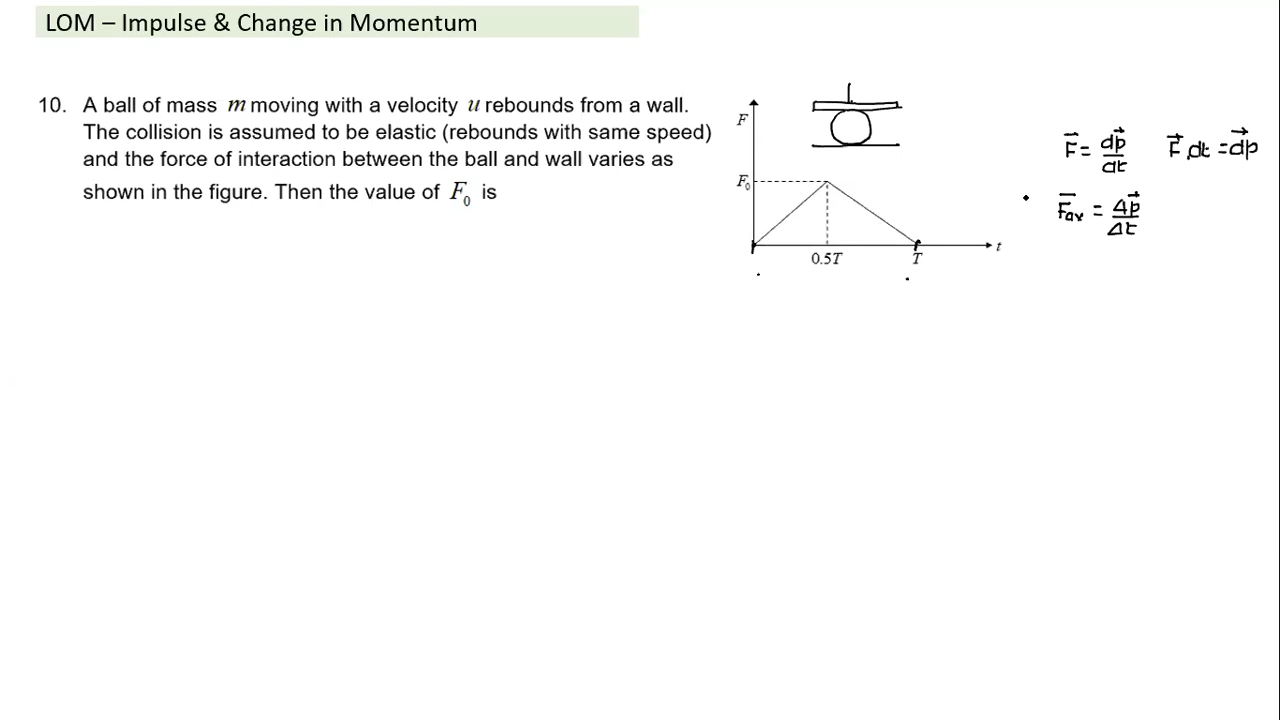 LOM – Impulse & Change in Momentum
10. A ball of mass m moving with a velocity u rebounds from a wall.
The collision is assumed to be elastic (rebounds with same speed)
and the force of interaction between the ball and wall varies as
shown in the figure. Then the value of F₀ is
F
F₀
0.5T
T
t
F⃗ = dp⃗/dt
F⃗.dt = dp⃗
F⃗av = Δp⃗/Δt